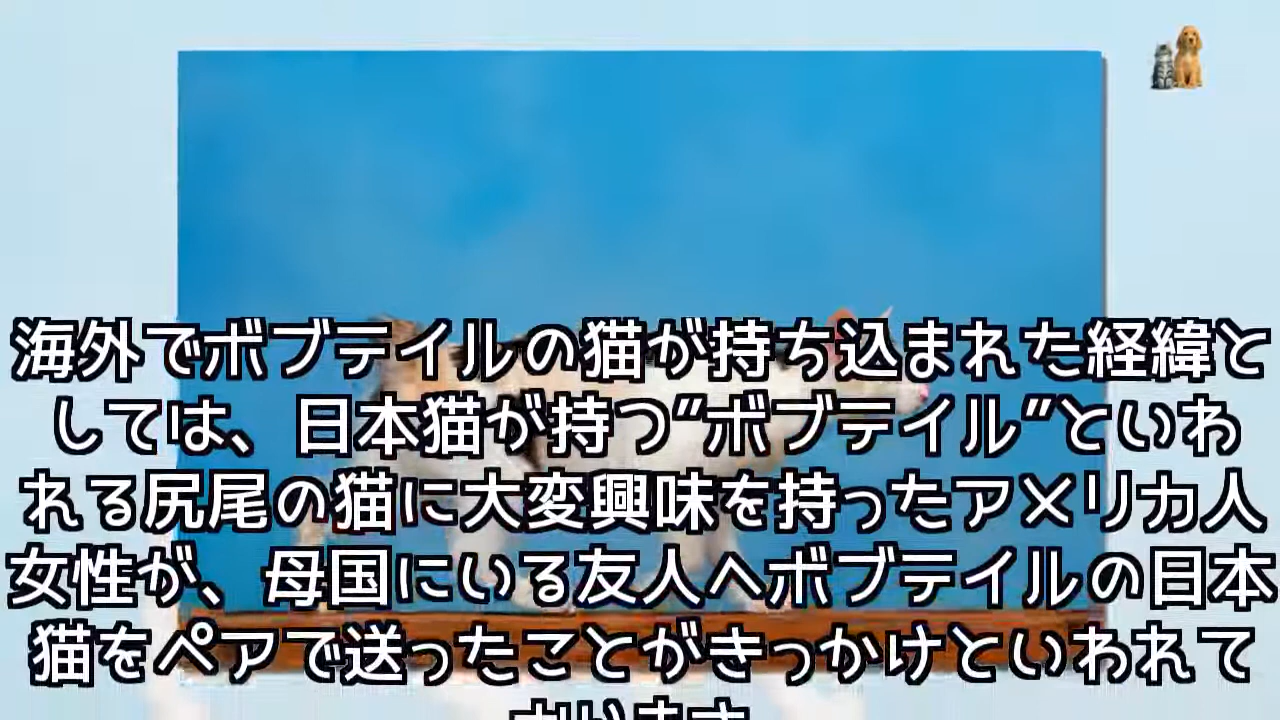 海外でボブテイルの猫が持ち込まれた経緯と
しては、日本猫が持つ”ボブテイル”といわ
れる尻尾の猫に大変興味を持ったアメリカ人
女性が、母国にいる友人へボブテイルの日本
猫をペアで送ったことがきっかけといわれて